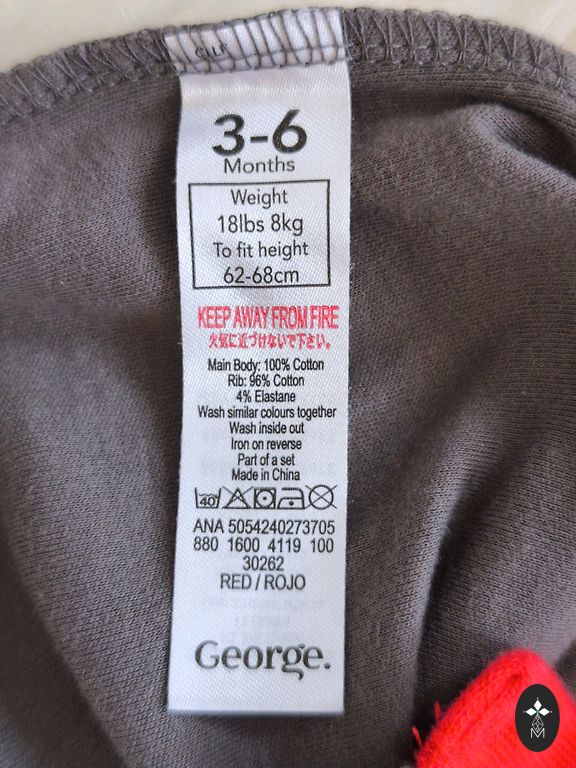 3-6
Months
Weight
18lbs 8kg
To fit height
62-68cm
KEEP AWAY FROM FIRE
火気に近づけないで下さい。
Main Body: 100% Cotton
Rib: 96% Cotton
4% Elastane
Wash similar colours together
Wash inside out
Iron on reverse
Part of a set
Made in China
40°
ANA 5054240273705
880 1600 4119 100
30262
RED / ROJO
George.